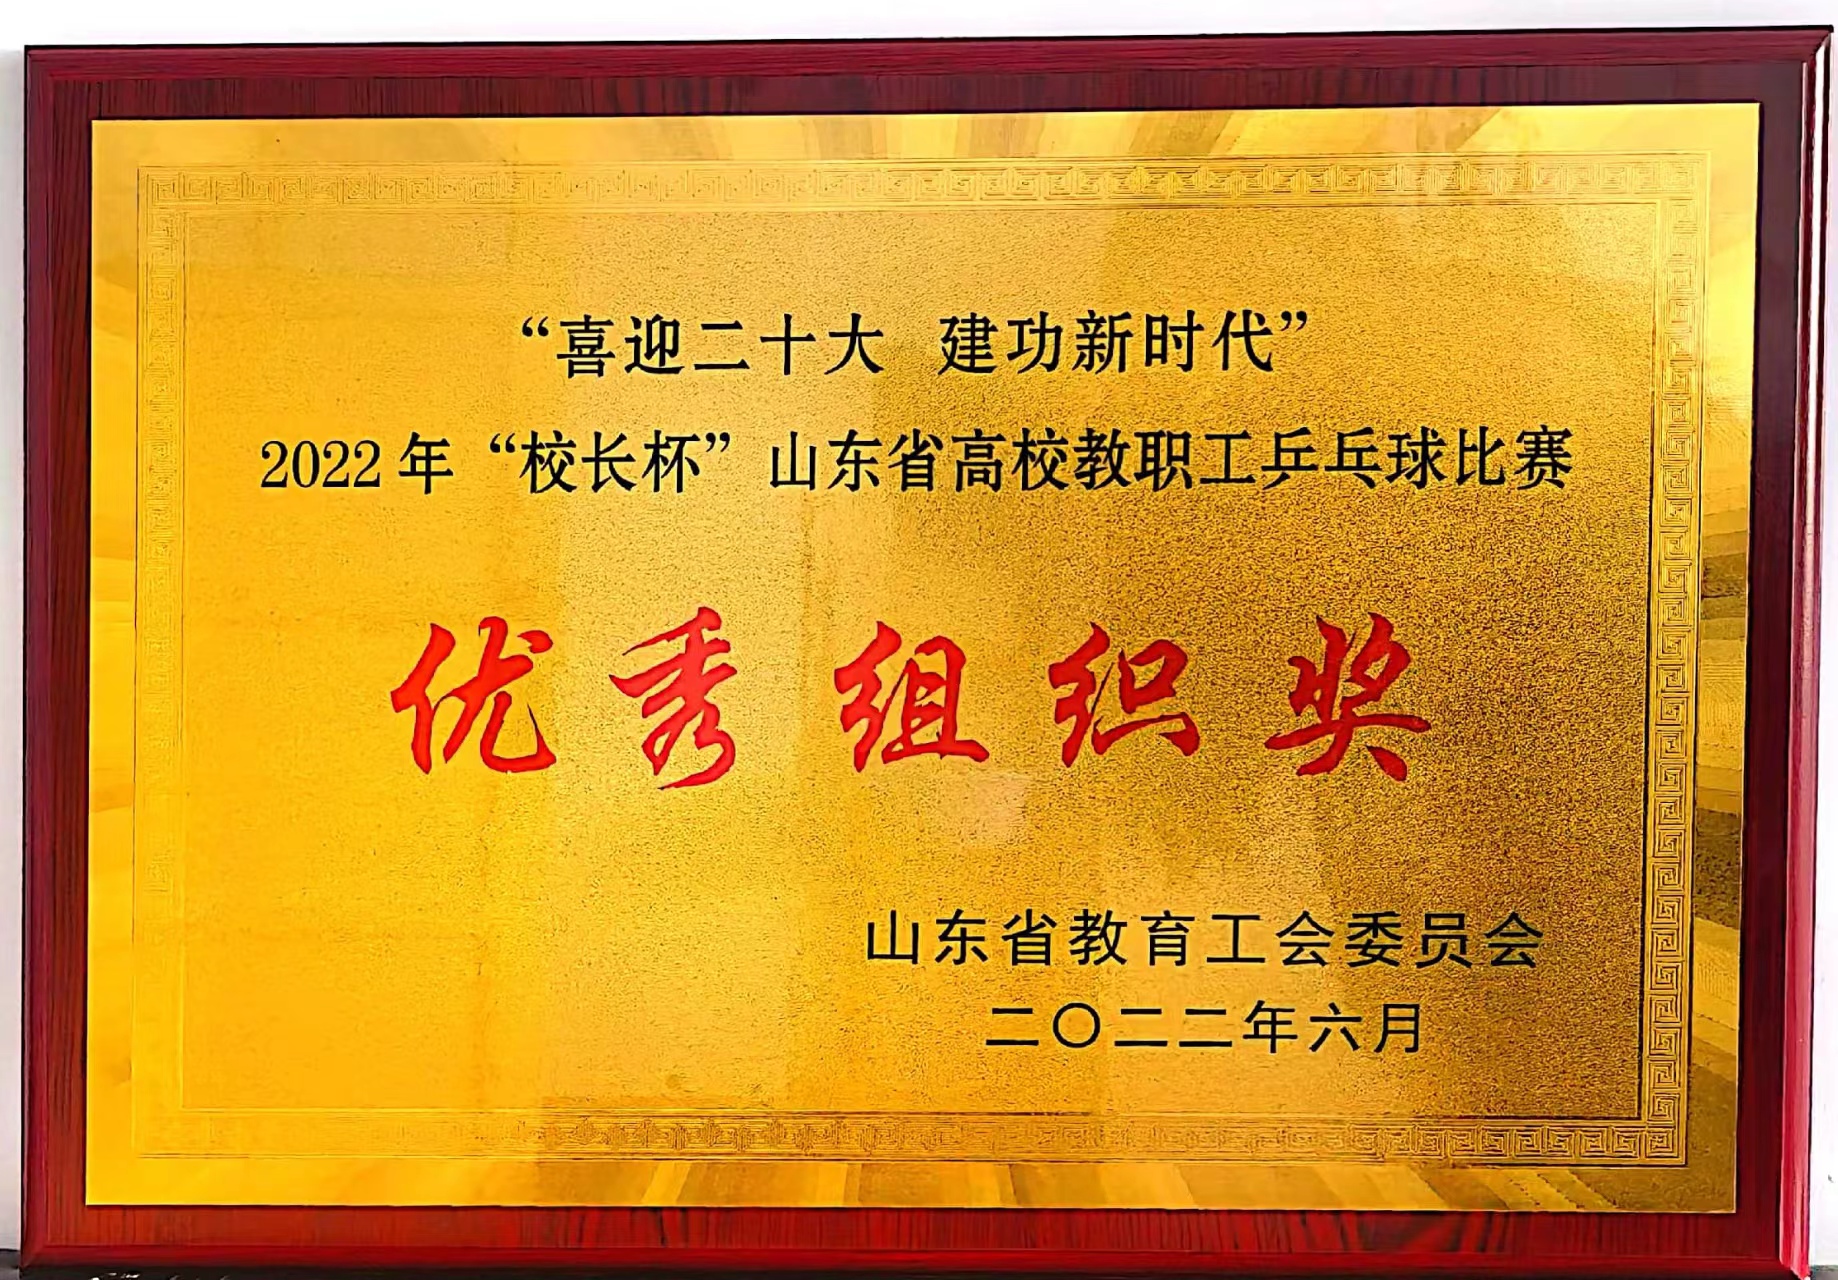 “喜迎二十大 建功新时代”
2022年“校长杯”山东省高校教职工乒乓球比赛
优秀组织奖
山东省教育工会委员会
二〇二二年六月